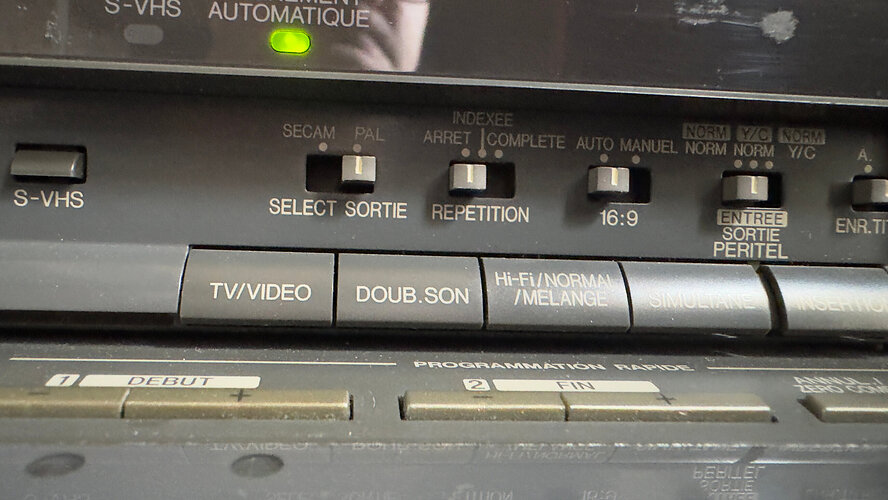 S-VHS
AUTOMATIQUE
SECAM PAL
SELECT SORTIE
INDEXEE
ARRET COMPLETE
REPETITION
AUTO MANUEL
16:9
NORM Y/C NORM
NORM NORM Y/C
ENTREE
SORTIE
PERITEL
A.
S-VHS
TV/VIDEO
DOUB.SON
Hi-Fi/NORMAL
/MELANGE
SIMULTANE
PROGRAMMATION RAPIDE
1 DEBUT
- +
2 FIN
- +